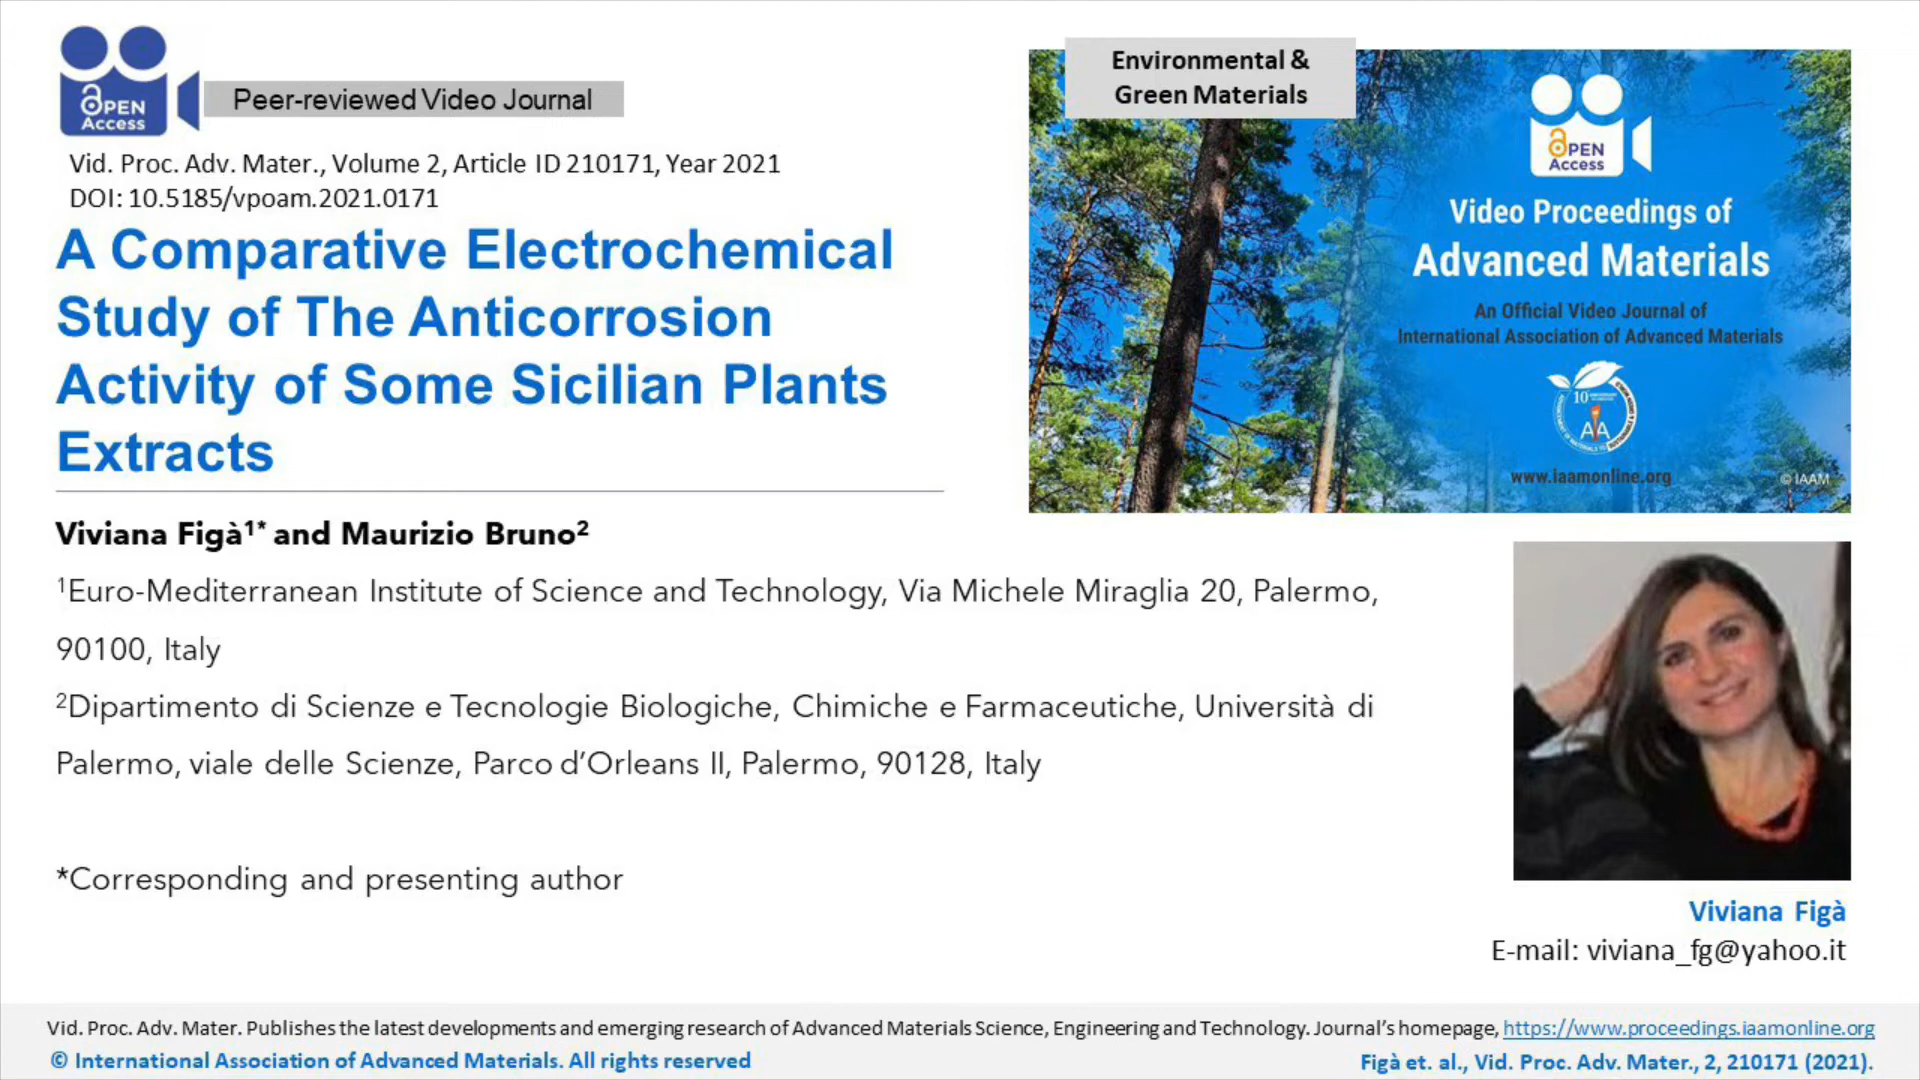 OPEN
Access
Peer-reviewed Video Journal
Vid. Proc. Adv. Mater., Volume 2, Article ID 210171, Year 2021
DOI: 10.5185/vpoam.2021.0171
A Comparative Electrochemical
Study of The Anticorrosion
Activity of Some Sicilian Plants
Extracts
Environmental &
Green Materials
OPEN
Access
Video Proceedings of
Advanced Materials
An Official Video Journal of
International Association of Advanced Materials
10
www.iaamonline.org
© IAAM
Viviana Figà¹* and Maurizio Bruno²
¹Euro-Mediterranean Institute of Science and Technology, Via Michele Miraglia 20, Palermo,
90100, Italy
²Dipartimento di Scienze e Tecnologie Biologiche, Chimiche e Farmaceutiche, Università di
Palermo, viale delle Scienze, Parco d’Orleans II, Palermo, 90128, Italy
*Corresponding and presenting author
Viviana Figà
E-mail: viviana_fg@yahoo.it
Vid. Proc. Adv. Mater. Publishes the latest developments and emerging research of Advanced Materials Science, Engineering and Technology. Journal’s homepage, https://www.proceedings.iaamonline.org
© International Association of Advanced Materials. All rights reserved
Figà et. al., Vid. Proc. Adv. Mater., 2, 210171 (2021).